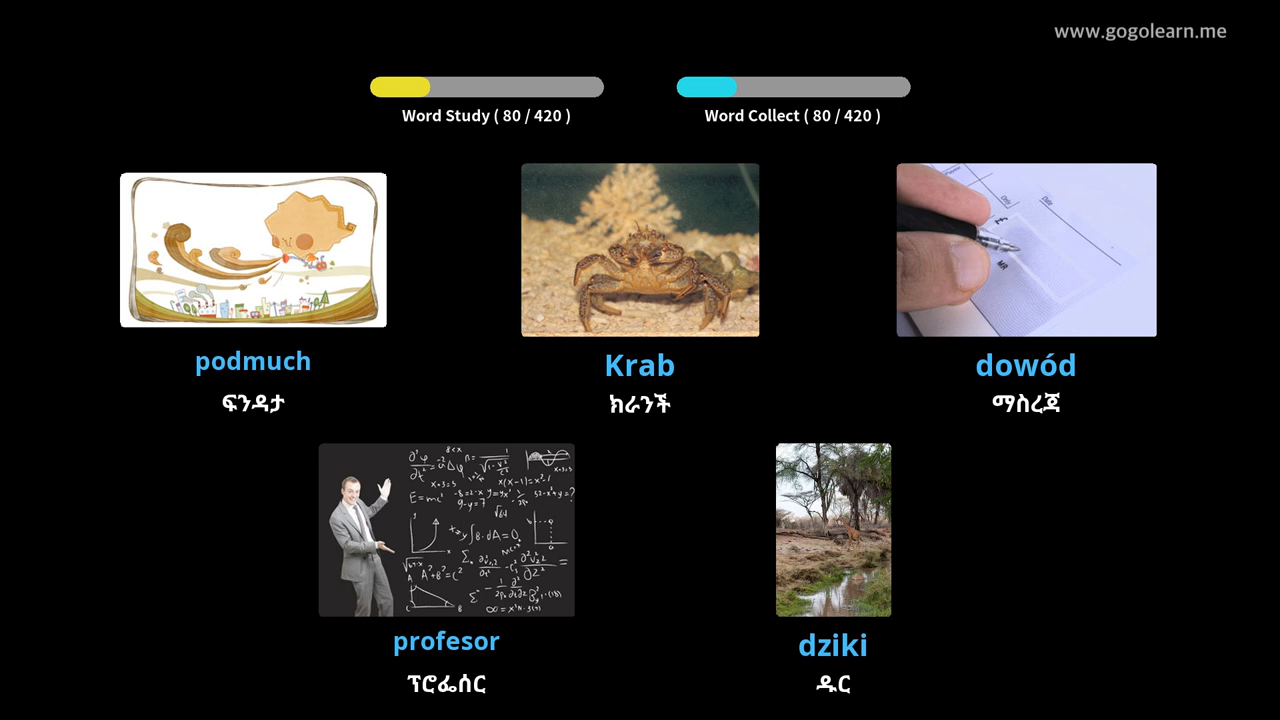 www.gogolearn.me
Word Study ( 80 / 420 )
Word Collect ( 80 / 420 )
podmuch
ፍንዳታ
Krab
ክራንች
dowód
ማስረጃ
profesor
ፕሮፌሰር
dziki
ዱር